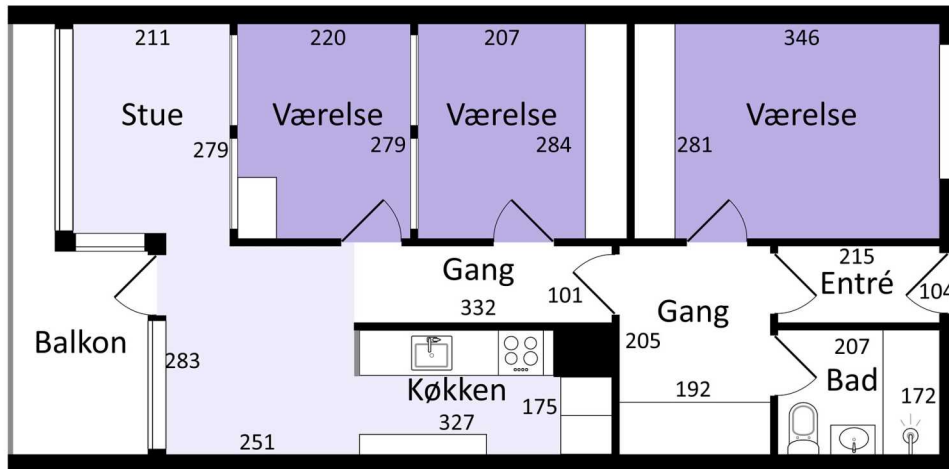 211
220
207
346
Stue
Værelse
Værelse
Værelse
279
279
284
281
Gang
332
101
215
Entré
104
Gang
Balkon
283
205
207
Bad
172
Køkken
327
175
192
251